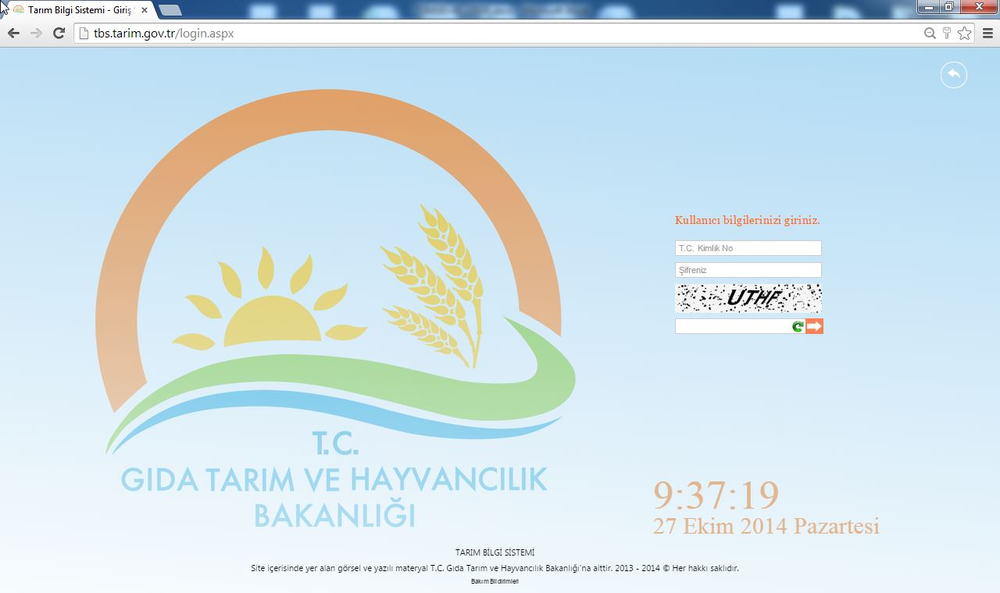 Tarım Bilgi Sistemi - Giriş
tbs.tarim.gov.tr/login.aspx
Kullanıcı bilgilerinizi giriniz.
T.C. Kimlik No
Şifreniz
UTHF
T.C.
GIDA TARIM VE HAYVANCILIK
BAKANLIĞI
9:37:19
27 Ekim 2014 Pazartesi
TARIM BİLGİ SİSTEMİ
Site içerisinde yer alan görsel ve yazılı materyal T.C. Gıda Tarım ve Hayvancılık Bakanlığı'na aittir. 2013 - 2014 © Her hakkı saklıdır.
Bakım Bildirimleri